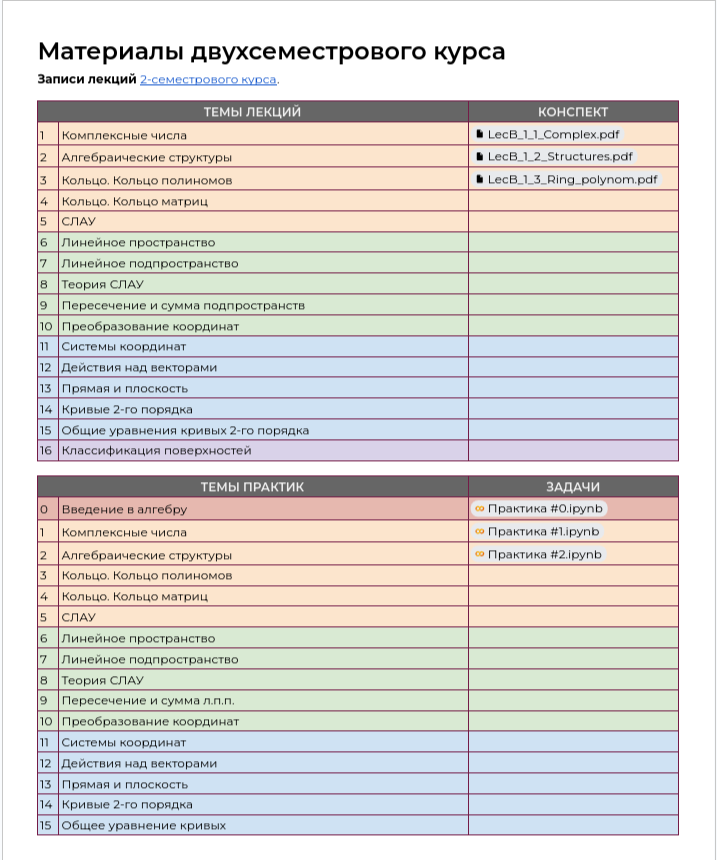 Материалы двухсеместрового курса
Записи лекций 2-семестрового курса.
ТЕМЫ ЛЕКЦИЙ КОНСПЕКТ
1 Комплексные числа LecB_1_1_Complex.pdf
2 Алгебраические структуры LecB_1_2_Structures.pdf
3 Кольцо. Кольцо полиномов LecB_1_3_Ring_polynom.pdf
4 Кольцо. Кольцо матриц
5 СЛАУ
6 Линейное пространство
7 Линейное подпространство
8 Теория СЛАУ
9 Пересечение и сумма подпространств
10 Преобразование координат
11 Системы координат
12 Действия над векторами
13 Прямая и плоскость
14 Кривые 2-го порядка
15 Общие уравнения кривых 2-го порядка
16 Классификация поверхностей
ТЕМЫ ПРАКТИК ЗАДАЧИ
0 Введение в алгебру Практика #0.ipynb
1 Комплексные числа Практика #1.ipynb
2 Алгебраические структуры Практика #2.ipynb
3 Кольцо. Кольцо полиномов
4 Кольцо. Кольцо матриц
5 СЛАУ
6 Линейное пространство
7 Линейное подпространство
8 Теория СЛАУ
9 Пересечение и сумма л.п.п.
10 Преобразование координат
11 Системы координат
12 Действия над векторами
13 Прямая и плоскость
14 Кривые 2-го порядка
15 Общее уравнение кривых